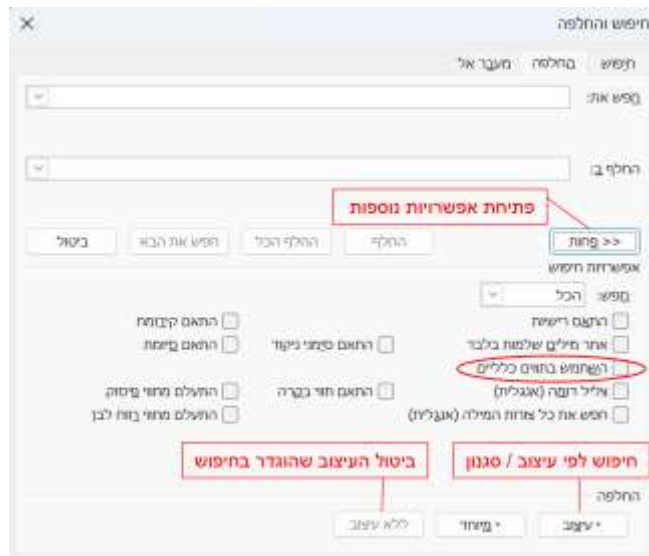 חיפוש והחלפה
חיפוש החלפה מעבר אל
חפש את:
החלף ב:
פתיחת אפשרויות נוספות
<< פחות החלף החלף הכל חפש את הבא ביטול
אפשרויות חיפוש
חפש: הכל
התאם רישיות התאם קידומת
אתר מילים שלמות בלבד התאם סימני ניקוד התאם סיומת
השתמש בתווים כלליים
צליל דומה (אנגלית) התאם תווי בקרה התעלם מתווי פיסוק
חפש את כל צורות המילה (אנגלית) התעלם מתווי רווח לבן
חיפוש לפי עיצוב / סגנון ביטול העיצוב שהוגדר בחיפוש
החלפה
עיצוב מיוחד ללא עיצוב